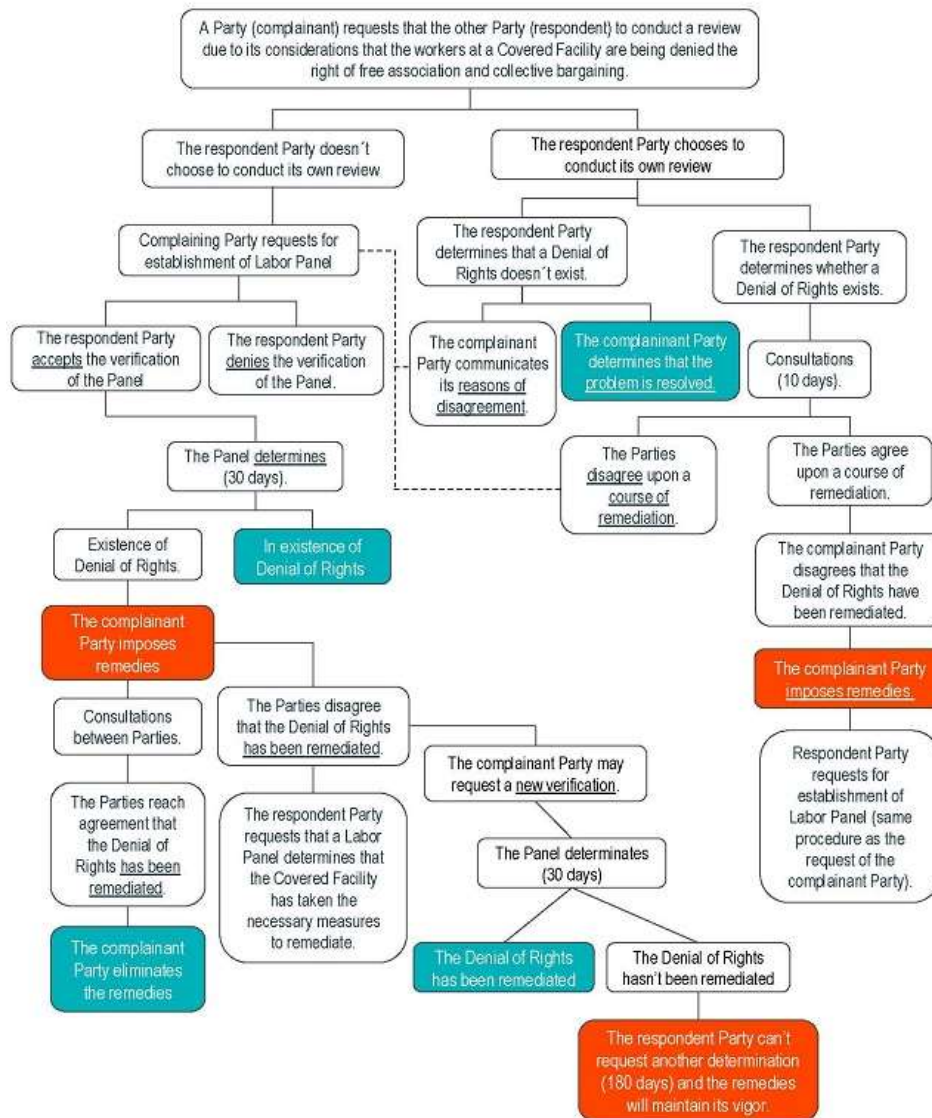 A Party (complainant) requests that the other Party (respondent) to conduct a review
due to its considerations that the workers at a Covered Facility are being denied the
right of free association and collective bargaining.
The respondent Party doesn´t
choose to conduct its own review
The respondent Party chooses to
conduct its own review
Complaining Party requests for
establishment of Labor Panel
The respondent Party
determines that a Denial of
Rights doesn´t exist.
The respondent Party
determines whether a
Denial of Rights exists.
The respondent Party
accepts the verification
of the Panel
The respondent Party
denies the verification
of the Panel.
The complainant
Party communicates
its reasons of
disagreement.
The complaninant Party
determines that the
problem is resolved.
Consultations
(10 days).
The Panel determines
(30 days).
The Parties
disagree upon a
course of
remediation.
The Parties agree
upon a course of
remediation.
Existence of
Denial of Rights.
In existence of
Denial of Rights
The complainant Party
disagrees that the
Denial of Rights have
been remediated.
The complainant
Party imposes
remedies
The complainant Party
imposes remedies.
Consultations
between Parties.
The Parties disagree
that the Denial of Rights
has been remediated.
The complainant Party may
request a new verification.
Respondent Party
requests for
establishment of
Labor Panel (same
procedure as the
request of the
complainant Party).
The Parties reach
agreement that
the Denial of
Rights has been
remediated.
The respondent Party
requests that a Labor
Panel determines that
the Covered Facility
has taken the
necessary measures
to remediate.
The Panel determinates
(30 days)
The complainant
Party eliminates
the remedies
The Denial of Rights
has been remediated
The Denial of Rights
hasn't been remediated
The respondent Party can't
request another determination
(180 days) and the remedies
will maintain its vigor.